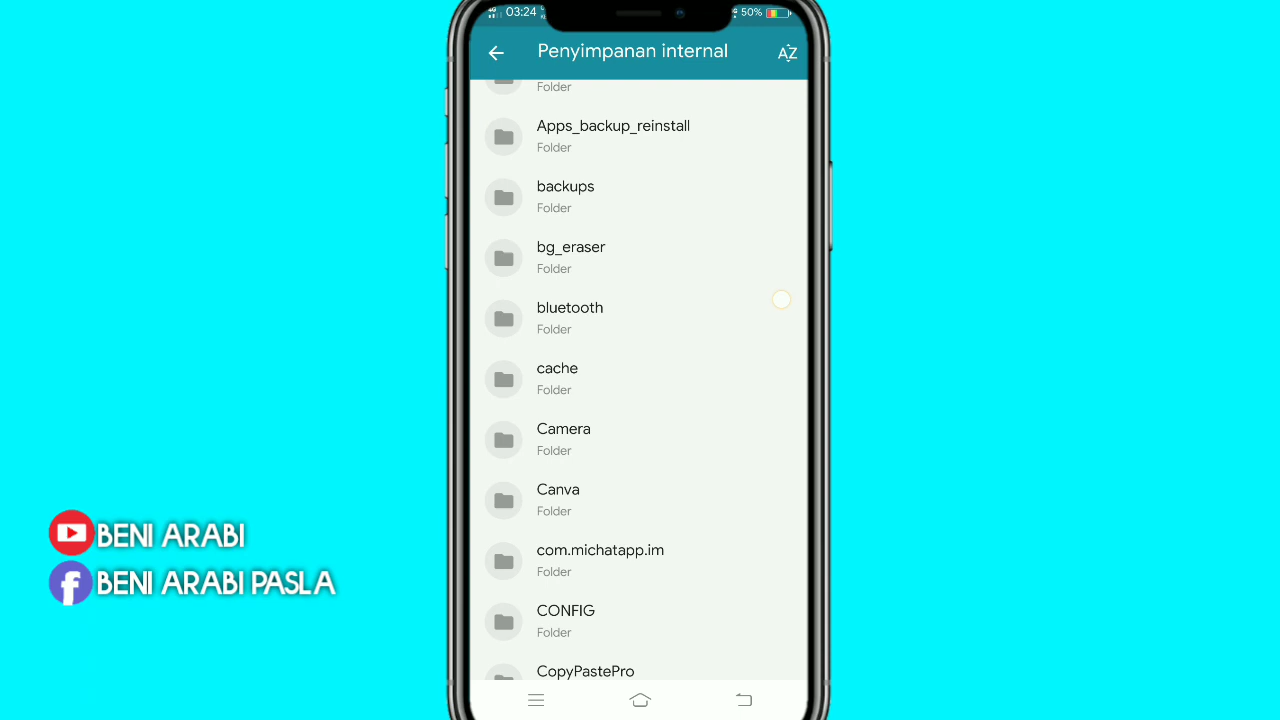 03:24
50%
Penyimpanan internal
AZ
Folder
Apps_backup_reinstall
Folder
backups
Folder
bg_eraser
Folder
bluetooth
Folder
cache
Folder
Camera
Folder
Canva
Folder
com.michatapp.im
Folder
CONFIG
Folder
CopyPastePro
BENI ARABI
BENI ARABI PASLA